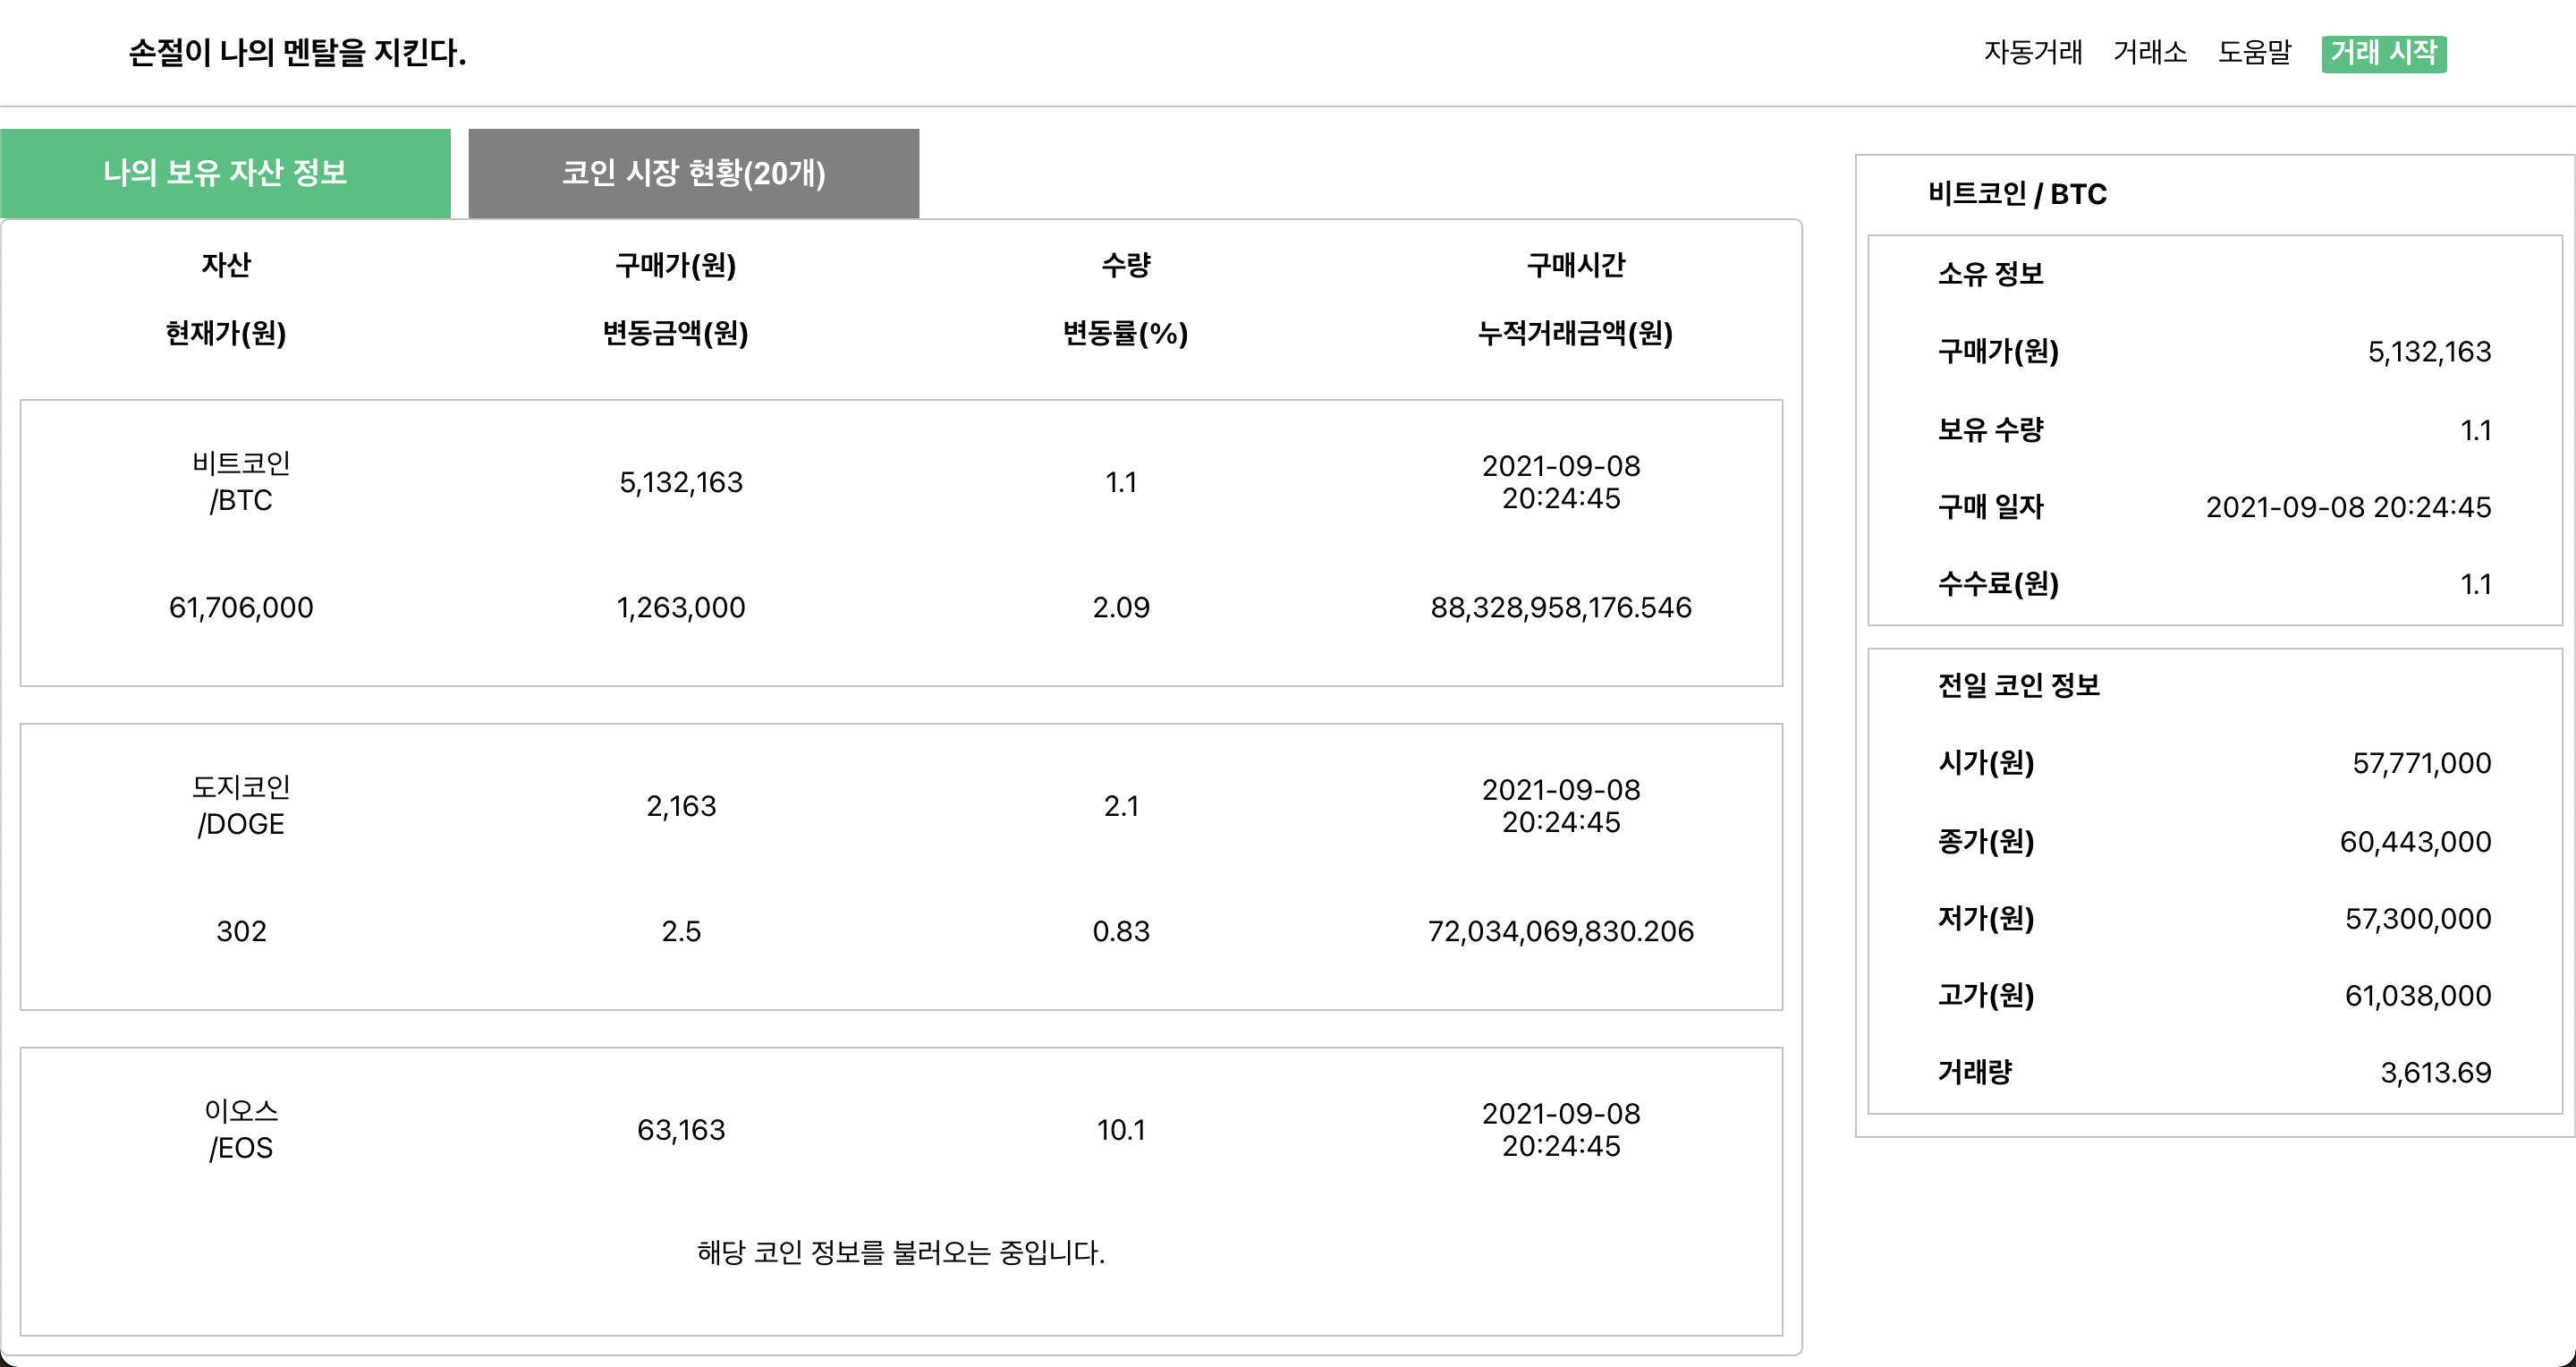 손절이 나의 멘탈을 지킨다.
자동거래 거래소 도움말 거래 시작
나의 보유 자산 정보 코인 시장 현황(20개)
자산 구매가(원) 수량 구매시간
현재가(원) 변동금액(원) 변동률(%) 누적거래금액(원)
비트코인
/BTC
5,132,163
1.1
2021-09-08
20:24:45
61,706,000 1,263,000 2.09 88,328,958,176.546
도지코인
/DOGE
2,163
2.1
2021-09-08
20:24:45
302 2.5 0.83 72,034,069,830.206
이오스
/EOS
63,163
10.1
2021-09-08
20:24:45
해당 코인 정보를 불러오는 중입니다.
비트코인 / BTC
소유 정보
구매가(원) 5,132,163
보유 수량 1.1
구매 일자 2021-09-08 20:24:45
수수료(원) 1.1
전일 코인 정보
시가(원) 57,771,000
종가(원) 60,443,000
저가(원) 57,300,000
고가(원) 61,038,000
거래량 3,613.69